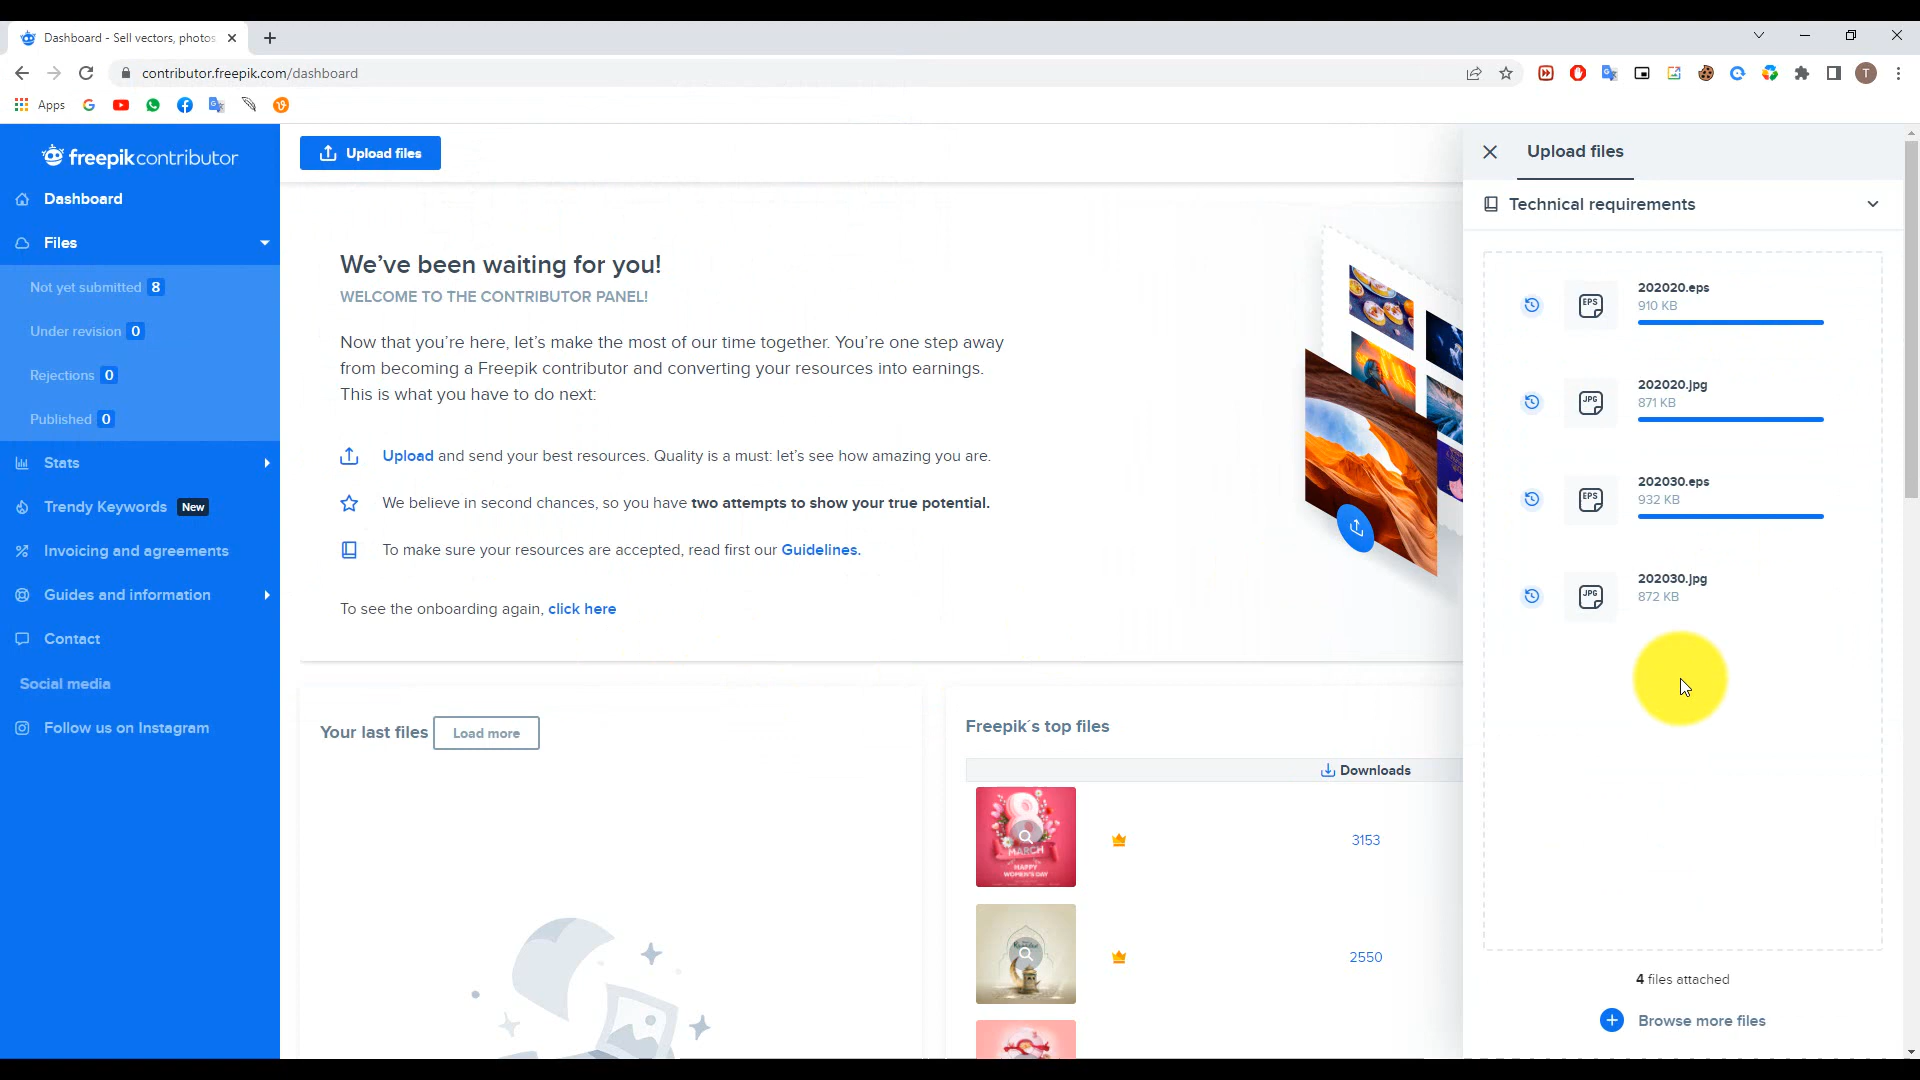 Dashboard - Sell vectors, photos
contributor.freepik.com/dashboard
T
Apps
freepik contributor
Dashboard
Files
Not yet submitted 8
Under revision 0
Rejections 0
Published 0
Stats
Trendy Keywords New
Invoicing and agreements
Guides and information
Contact
Social media
Follow us on Instagram
Upload files
We’ve been waiting for you!
WELCOME TO THE CONTRIBUTOR PANEL!
Now that you’re here, let’s make the most of our time together. You’re one step away
from becoming a Freepik contributor and converting your resources into earnings.
This is what you have to do next:
Upload and send your best resources. Quality is a must: let’s see how amazing you are.
We believe in second chances, so you have two attempts to show your true potential.
To make sure your resources are accepted, read first our Guidelines.
To see the onboarding again, click here
Your last files
Load more
Freepik´s top files
Downloads
8
MARCH
HAPPY
WOMEN'S DAY
3153
2550
Upload files
Technical requirements
EPS
202020.eps
910 KB
JPG
202020.jpg
871 KB
EPS
202030.eps
932 KB
JPG
202030.jpg
872 KB
4 files attached
Browse more files